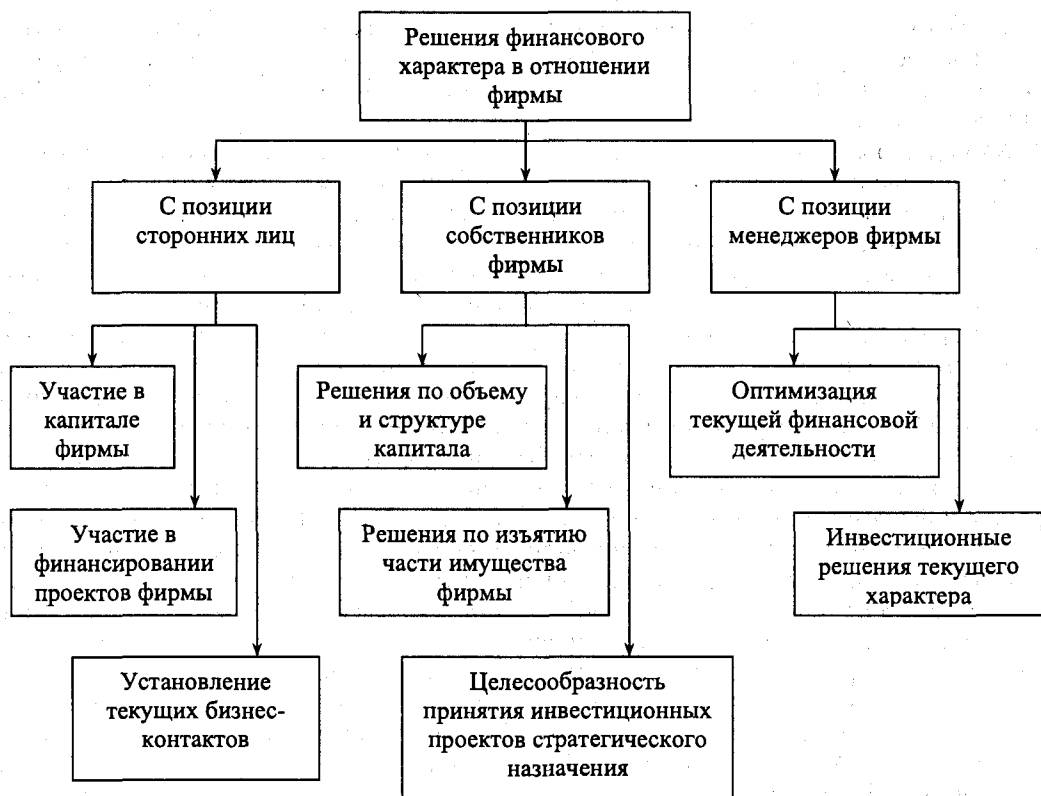 Решения финансового
характера в отношении
фирмы
С позиции
сторонних лиц
С позиции
собственников
фирмы
С позиции
менеджеров фирмы
Участие в
капитале
фирмы
Решения по объему
и структуре
капитала
Оптимизация
текущей финансовой
деятельности
Участие в
финансировании
проектов фирмы
Решения по изъятию
части имущества
фирмы
Инвестиционные
решения текущего
характера
Установление
текущих бизнес-
контактов
Целесообразность
принятия инвестиционных
проектов стратегического
назначения